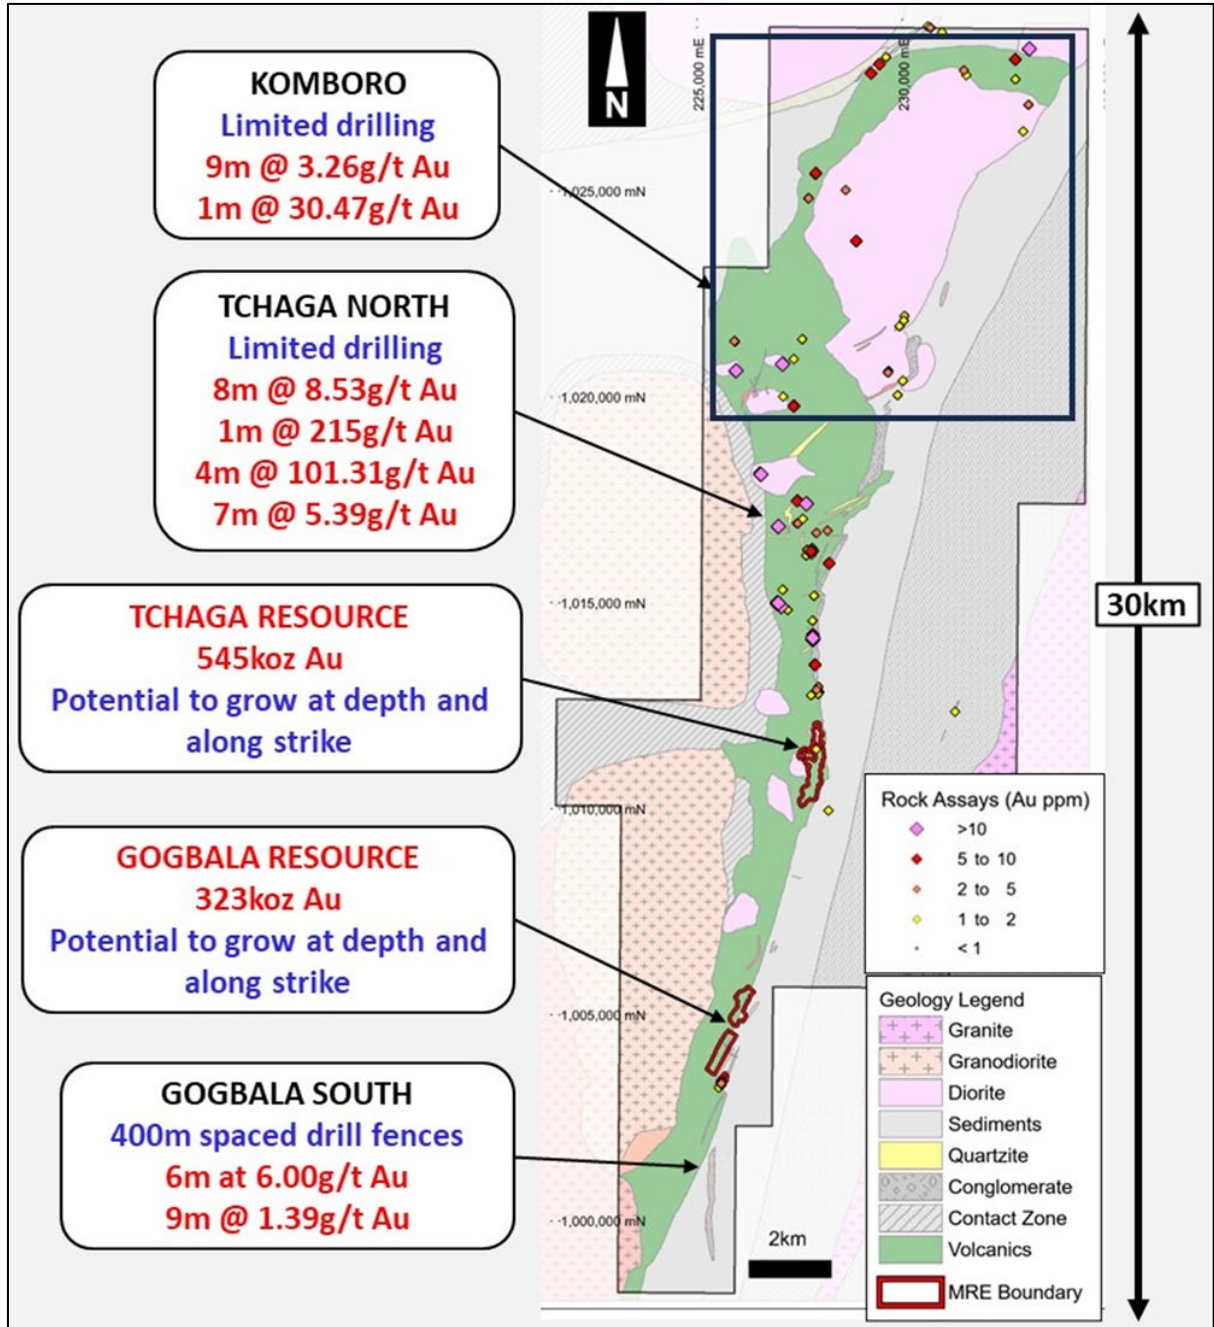 KOMBORO
Limited drilling
9m @ 3.26g/t Au
1m @ 30.47g/t Au
TCHAGA NORTH
Limited drilling
8m @ 8.53g/t Au
1m @ 215g/t Au
4m @ 101.31g/t Au
7m @ 5.39g/t Au
TCHAGA RESOURCE
545koz Au
Potential to grow at depth and
along strike
GOGBALA RESOURCE
323koz Au
Potential to grow at depth and
along strike
GOGBALA SOUTH
400m spaced drill fences
6m at 6.00g/t Au
9m @ 1.39g/t Au
N
225,000 mE
230,000 mE
1,025,000 mN
1,020,000 mN
1,015,000 mN
1,010,000 mN
1,005,000 mN
1,000,000 mN
30km
2km
Rock Assays (Au ppm)
>10
5 to 10
2 to 5
1 to 2
< 1
Geology Legend
Granite
Granodiorite
Diorite
Sediments
Quartzite
Conglomerate
Contact Zone
Volcanics
MRE Boundary